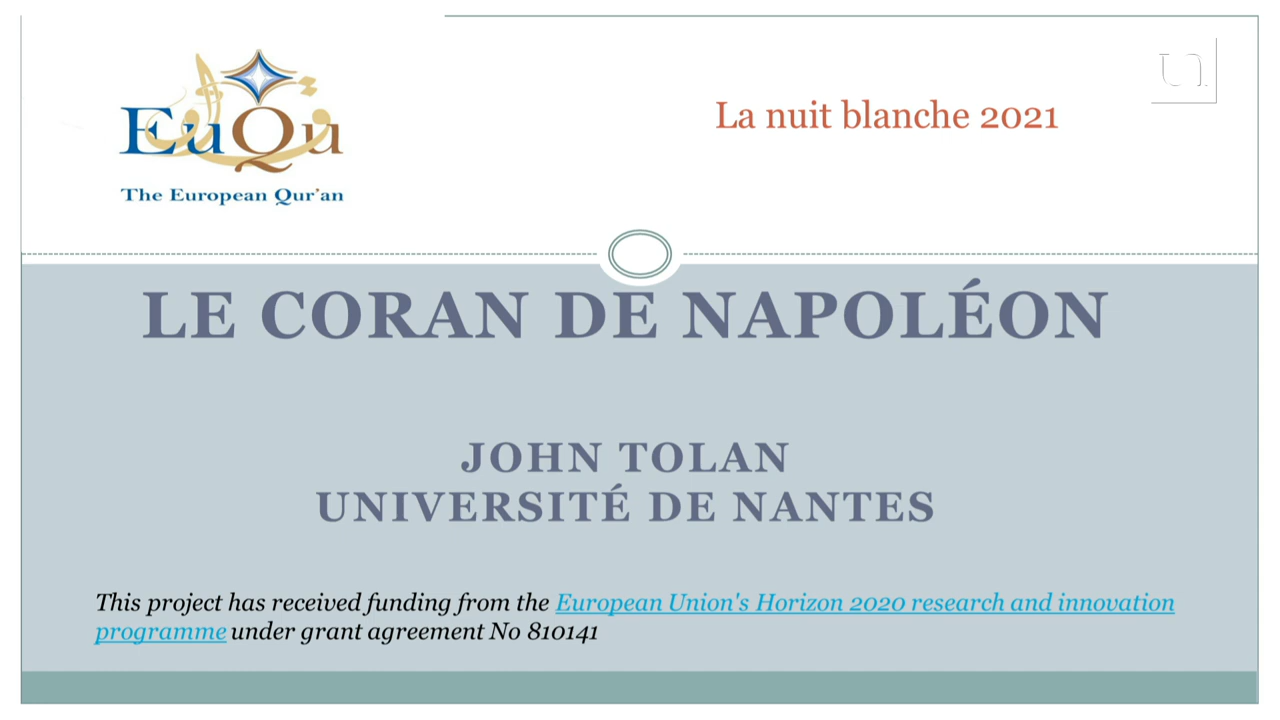 EuQu
The European Qur'an
La nuit blanche 2021
LE CORAN DE NAPOLÉON
JOHN TOLAN
UNIVERSITÉ DE NANTES
This project has received funding from the European Union's Horizon 2020 research and innovation
programme under grant agreement No 810141